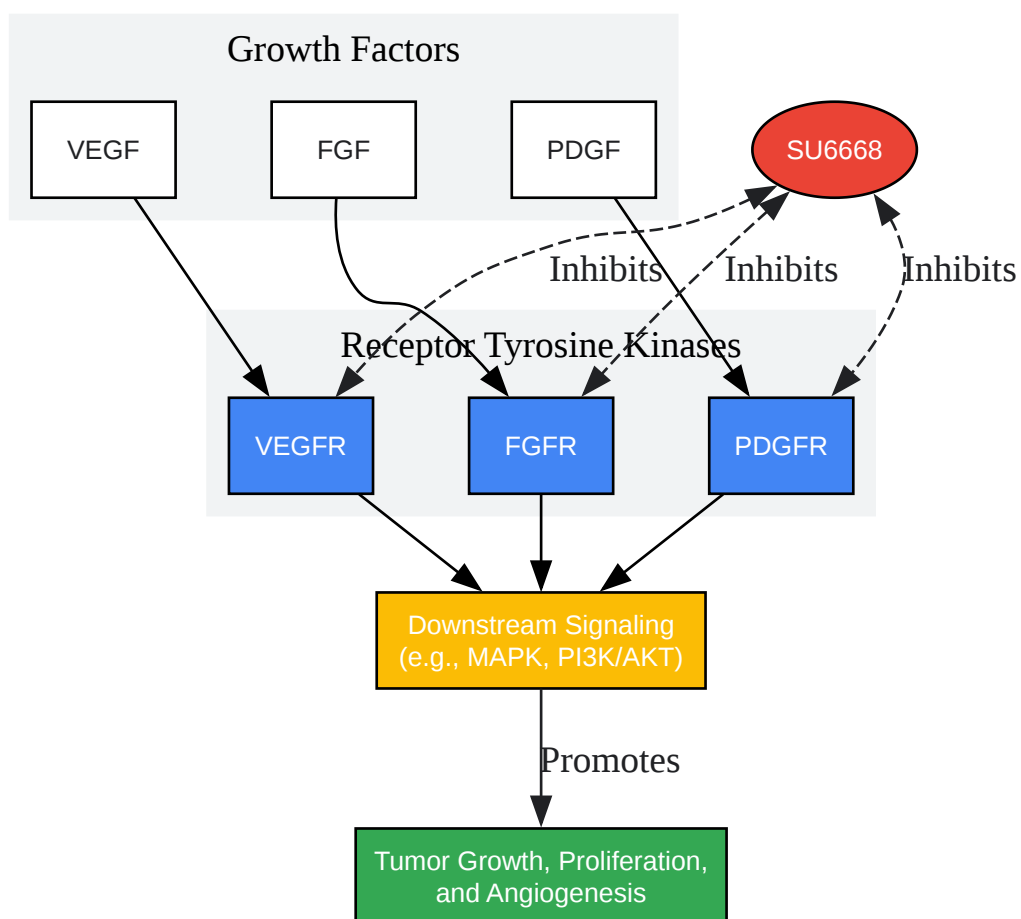 Growth Factors
VEGF
FGF
PDGF
SU6668
Inhibits
Inhibits
Inhibits
Receptor Tyrosine Kinases
VEGFR
FGFR
PDGFR
Downstream Signaling
(e.g., MAPK, PI3K/AKT)
Promotes
Tumor Growth, Proliferation,
and Angiogenesis